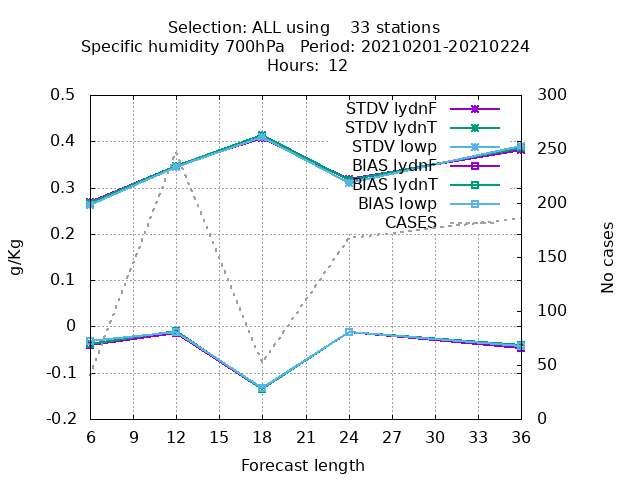 Selection: ALL using    33 stations
Specific humidity 700hPa   Period: 20210201-20210224
Hours:  12
0.5
0.4
0.3
0.2
0.1
0
-0.1
-0.2
g/Kg
STDV lydnF
STDV lydnT
STDV lowp
BIAS lydnF
BIAS lydnT
BIAS lowp
CASES
300
250
200
150
100
50
0
No cases
6 9 12 15 18 21 24 27 30 33 36
Forecast length